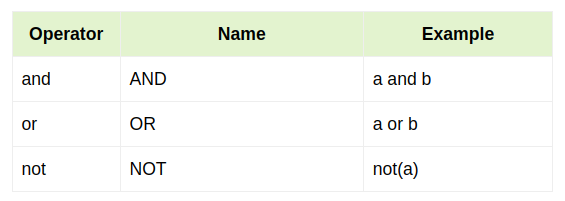 Operator Name Example
and AND a and b
or OR a or b
not NOT not(a)